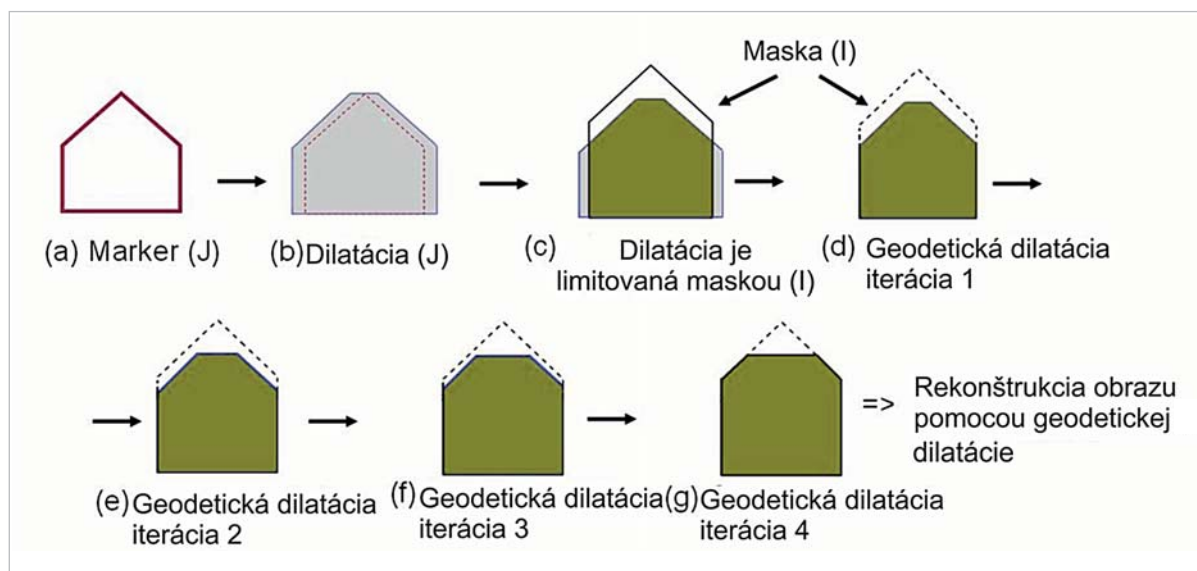 Maska (I)
(a) Marker (J)
(b) Dilatácia (J)
(c) Dilatácia je
limitovaná maskou (I)
(d) Geodetická dilatácia
iterácia 1
(e) Geodetická dilatácia
iterácia 2
(f) Geodetická dilatácia
iterácia 3
(g) Geodetická dilatácia
iterácia 4
=> Rekonštrukcia obrazu
pomocou geodetickej
dilatácie